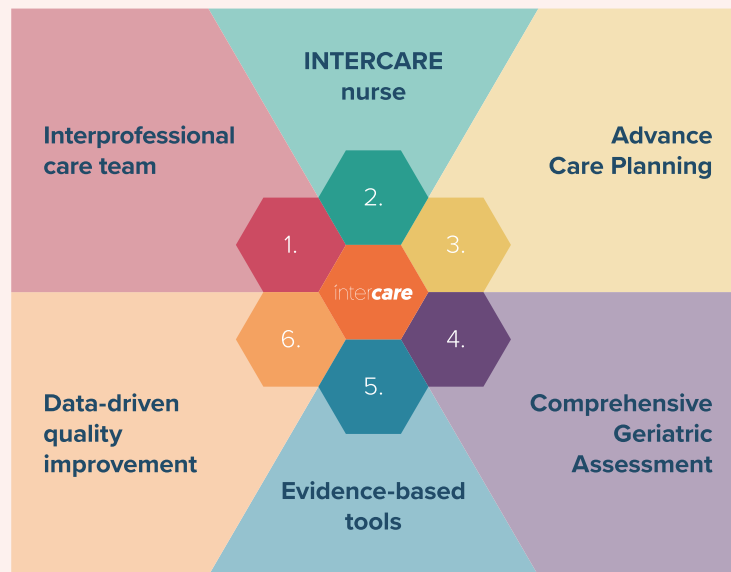 INTERCARE
nurse
Interprofessional
care team
Advance
Care Planning
2.
1.
3.
intercare
6.
4.
5.
Data-driven
quality
improvement
Comprehensive
Geriatric
Assessment
Evidence-based
tools